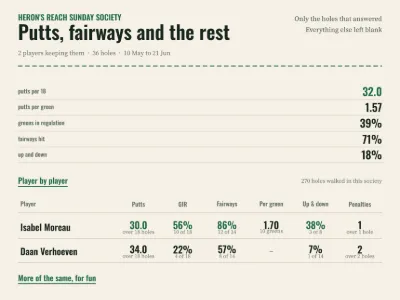 HERON'S REACH SUNDAY SOCIETY
Putts, fairways and the rest
Only the holes that answered
Everything else left blank
2 players keeping them · 36 holes · 10 May to 21 Jun
putts per 18 32.0
putts per green 1.57
greens in regulation 39%
fairways hit 71%
up and down 18%
Player by player
270 holes walked in this society
Player Putts GIR Fairways Per green Up & down Penalties
Isabel Moreau 30.0 56% 86% 1.70 38% 1
over 18 holes 10 of 18 12 of 14 10 greens 3 of 8 over 1 hole
Daan Verhoeven 34.0 22% 57% – 7% 2
over 18 holes 4 of 18 8 of 14 1 of 14 over 2 holes
More of the same, for fun